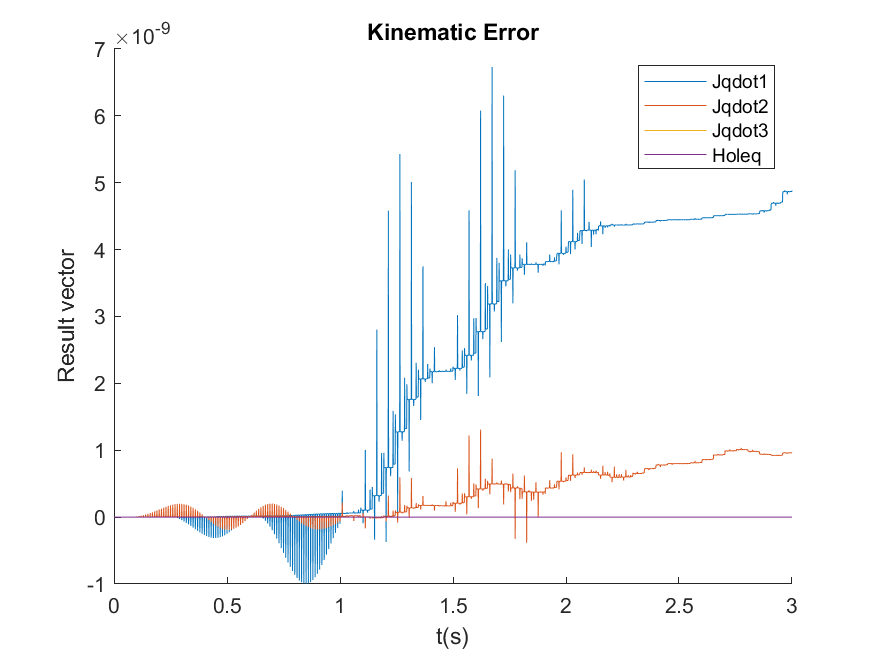 Kinematic Error
×10-9
7
6
5
4
3
2
1
0
-1
0 0.5 1 1.5 2 2.5 3
t(s)
Result vector
Jqdot1
Jqdot2
Jqdot3
Holeq